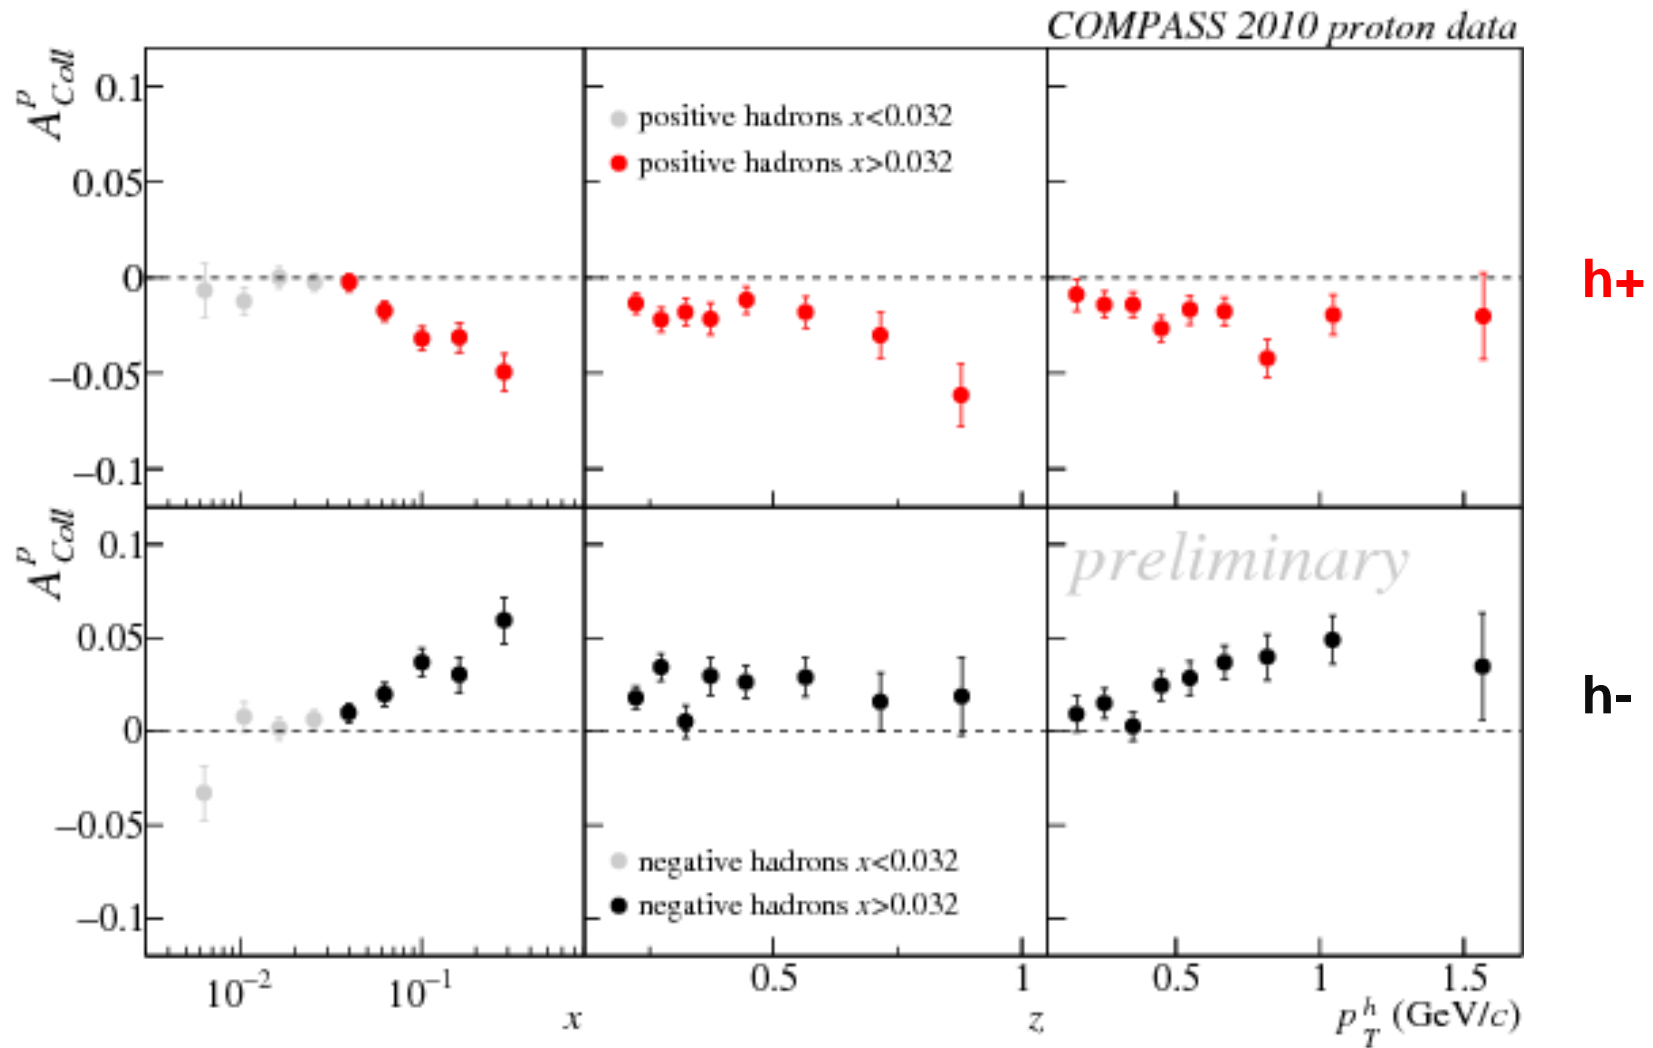 COMPASS 2010 proton data
A^p_Coll
0.1
0.05
0
−0.05
−0.1
positive hadrons x<0.032
positive hadrons x>0.032
h+
A^p_Coll
0.1
0.05
0
−0.05
−0.1
preliminary
negative hadrons x<0.032
negative hadrons x>0.032
h-
10^−2 10^−1 0.5 1 0.5 1 1.5
x z p_T^h (GeV/c)